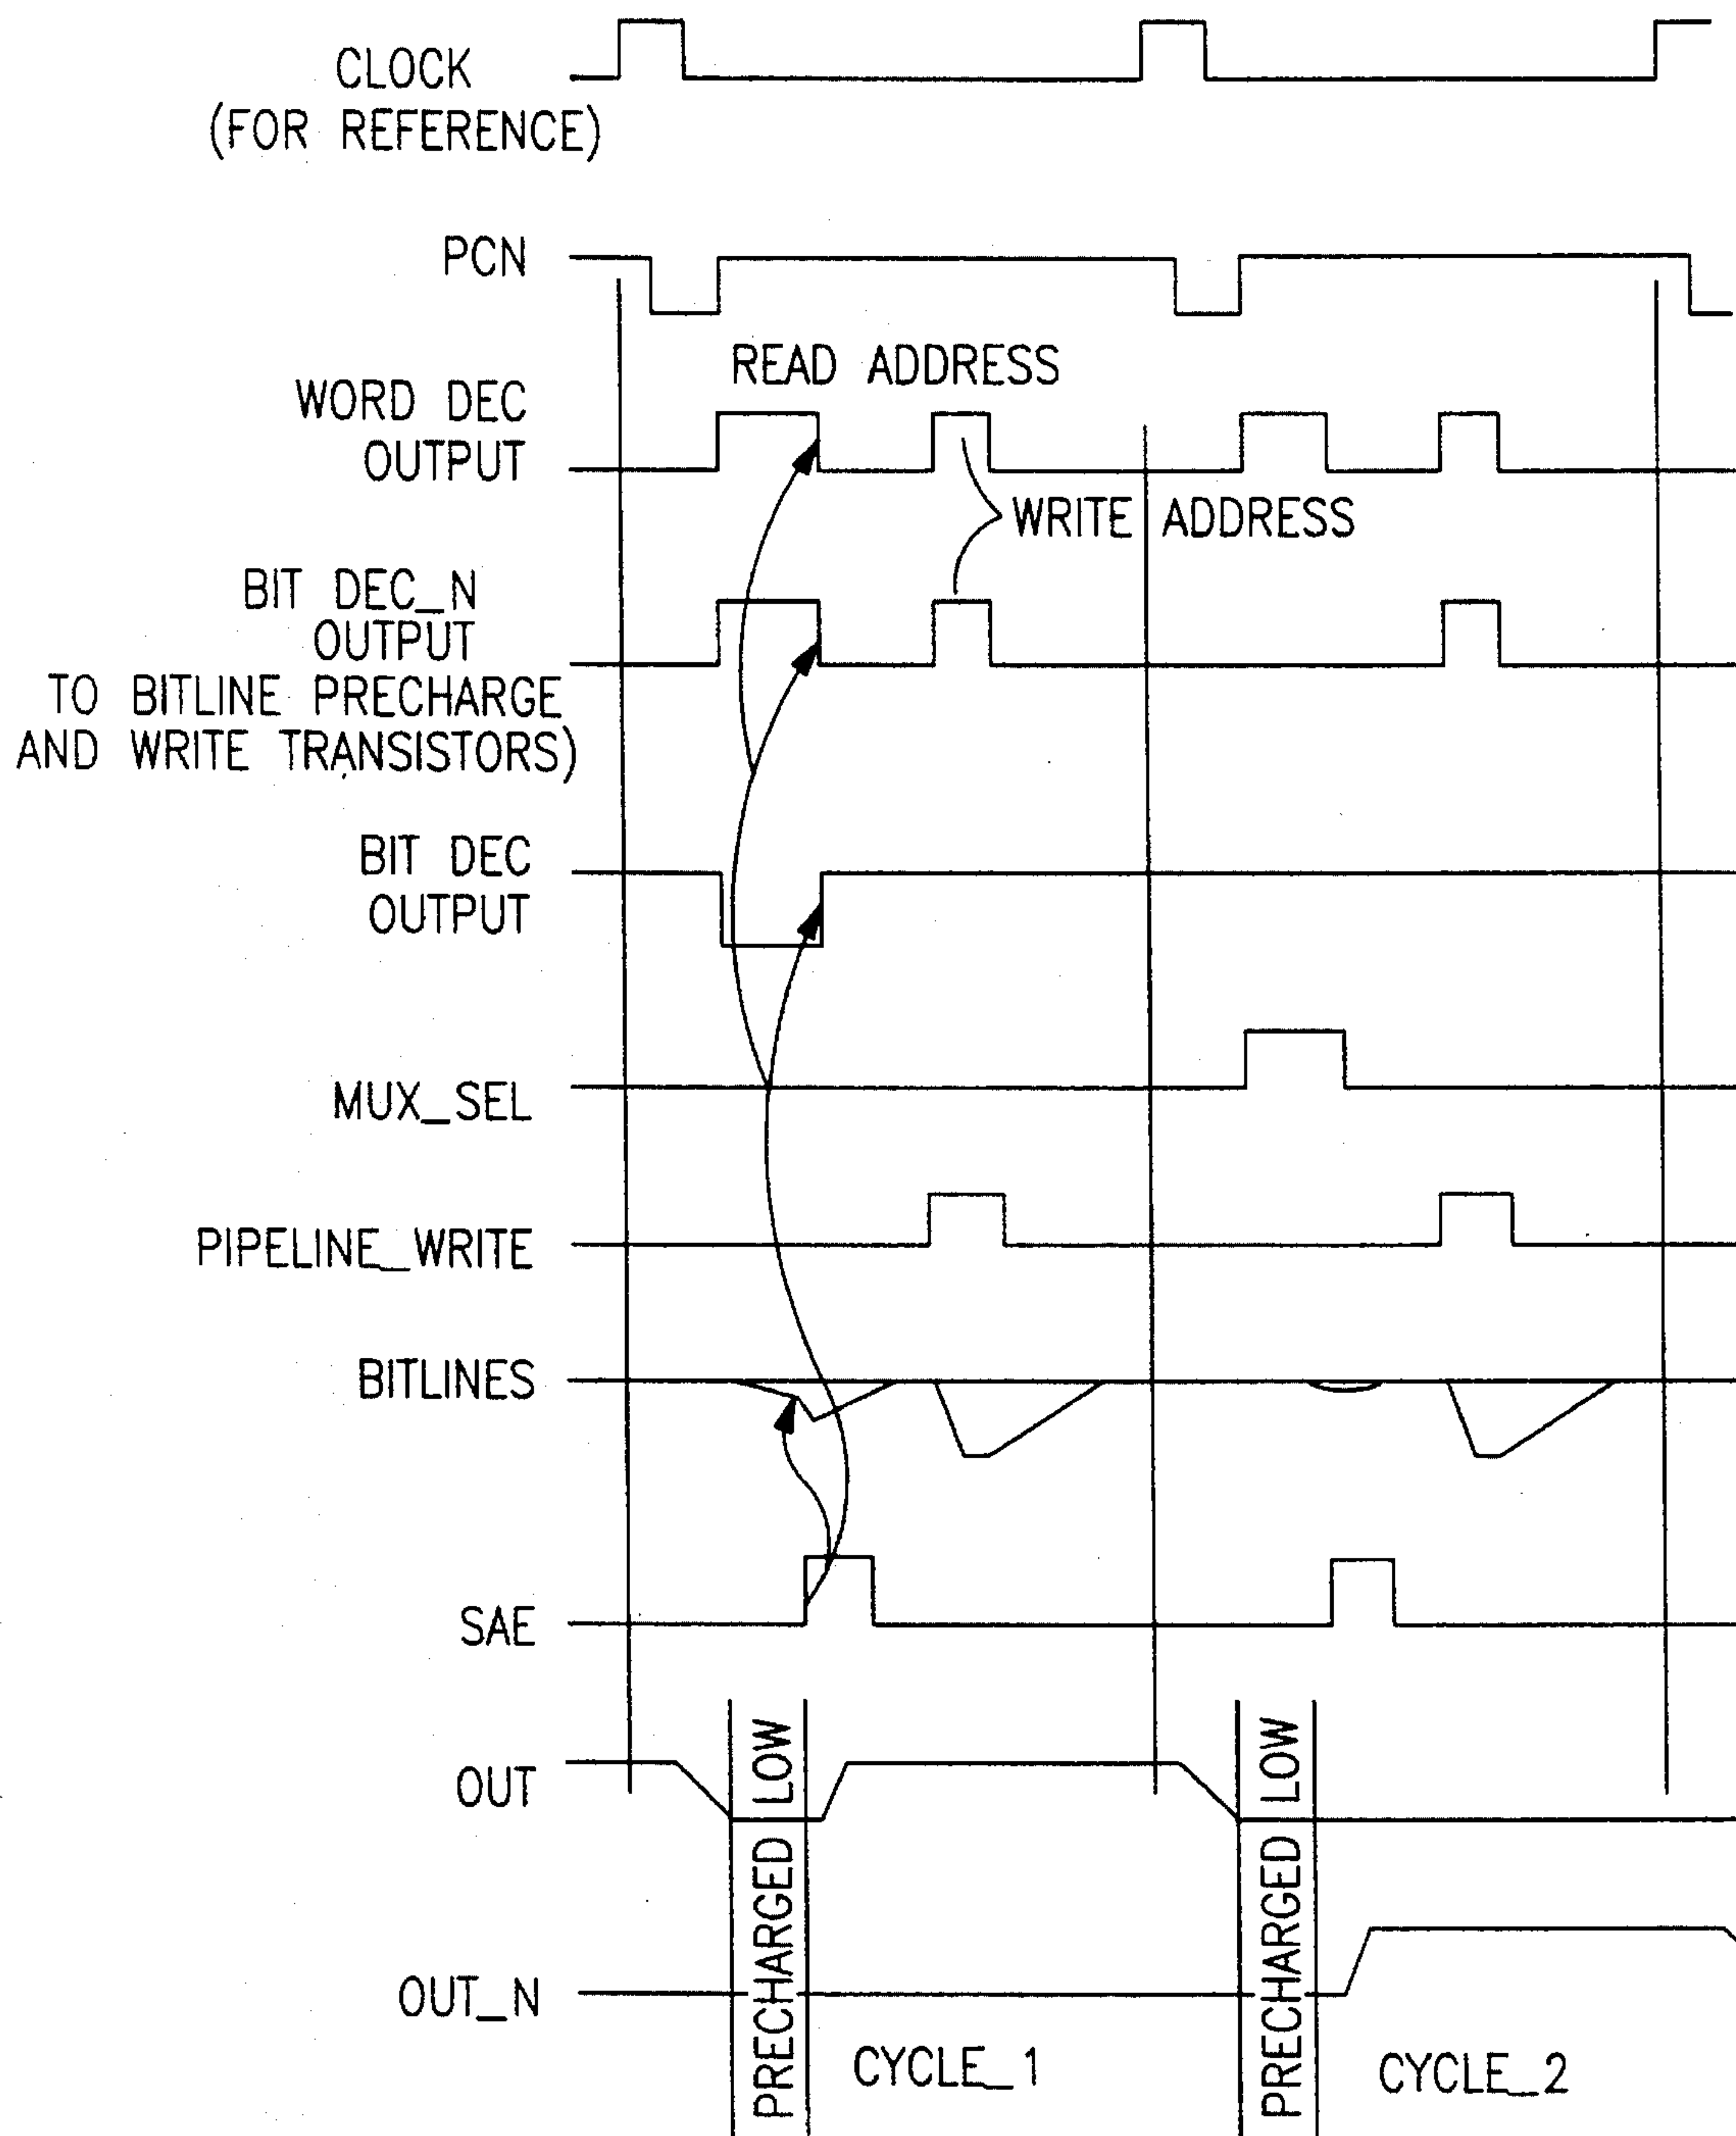 CLOCK
(FOR REFERENCE)
PCN
READ ADDRESS
WORD DEC
OUTPUT
WRITE ADDRESS
BIT DEC_N
OUTPUT
TO BITLINE PRECHARGE
AND WRITE TRANSISTORS)
BIT DEC
OUTPUT
MUX_SEL
PIPELINE_WRITE
BITLINES
SAE
OUT
PRECHARGED LOW
PRECHARGED LOW
OUT_N
CYCLE_1
CYCLE_2